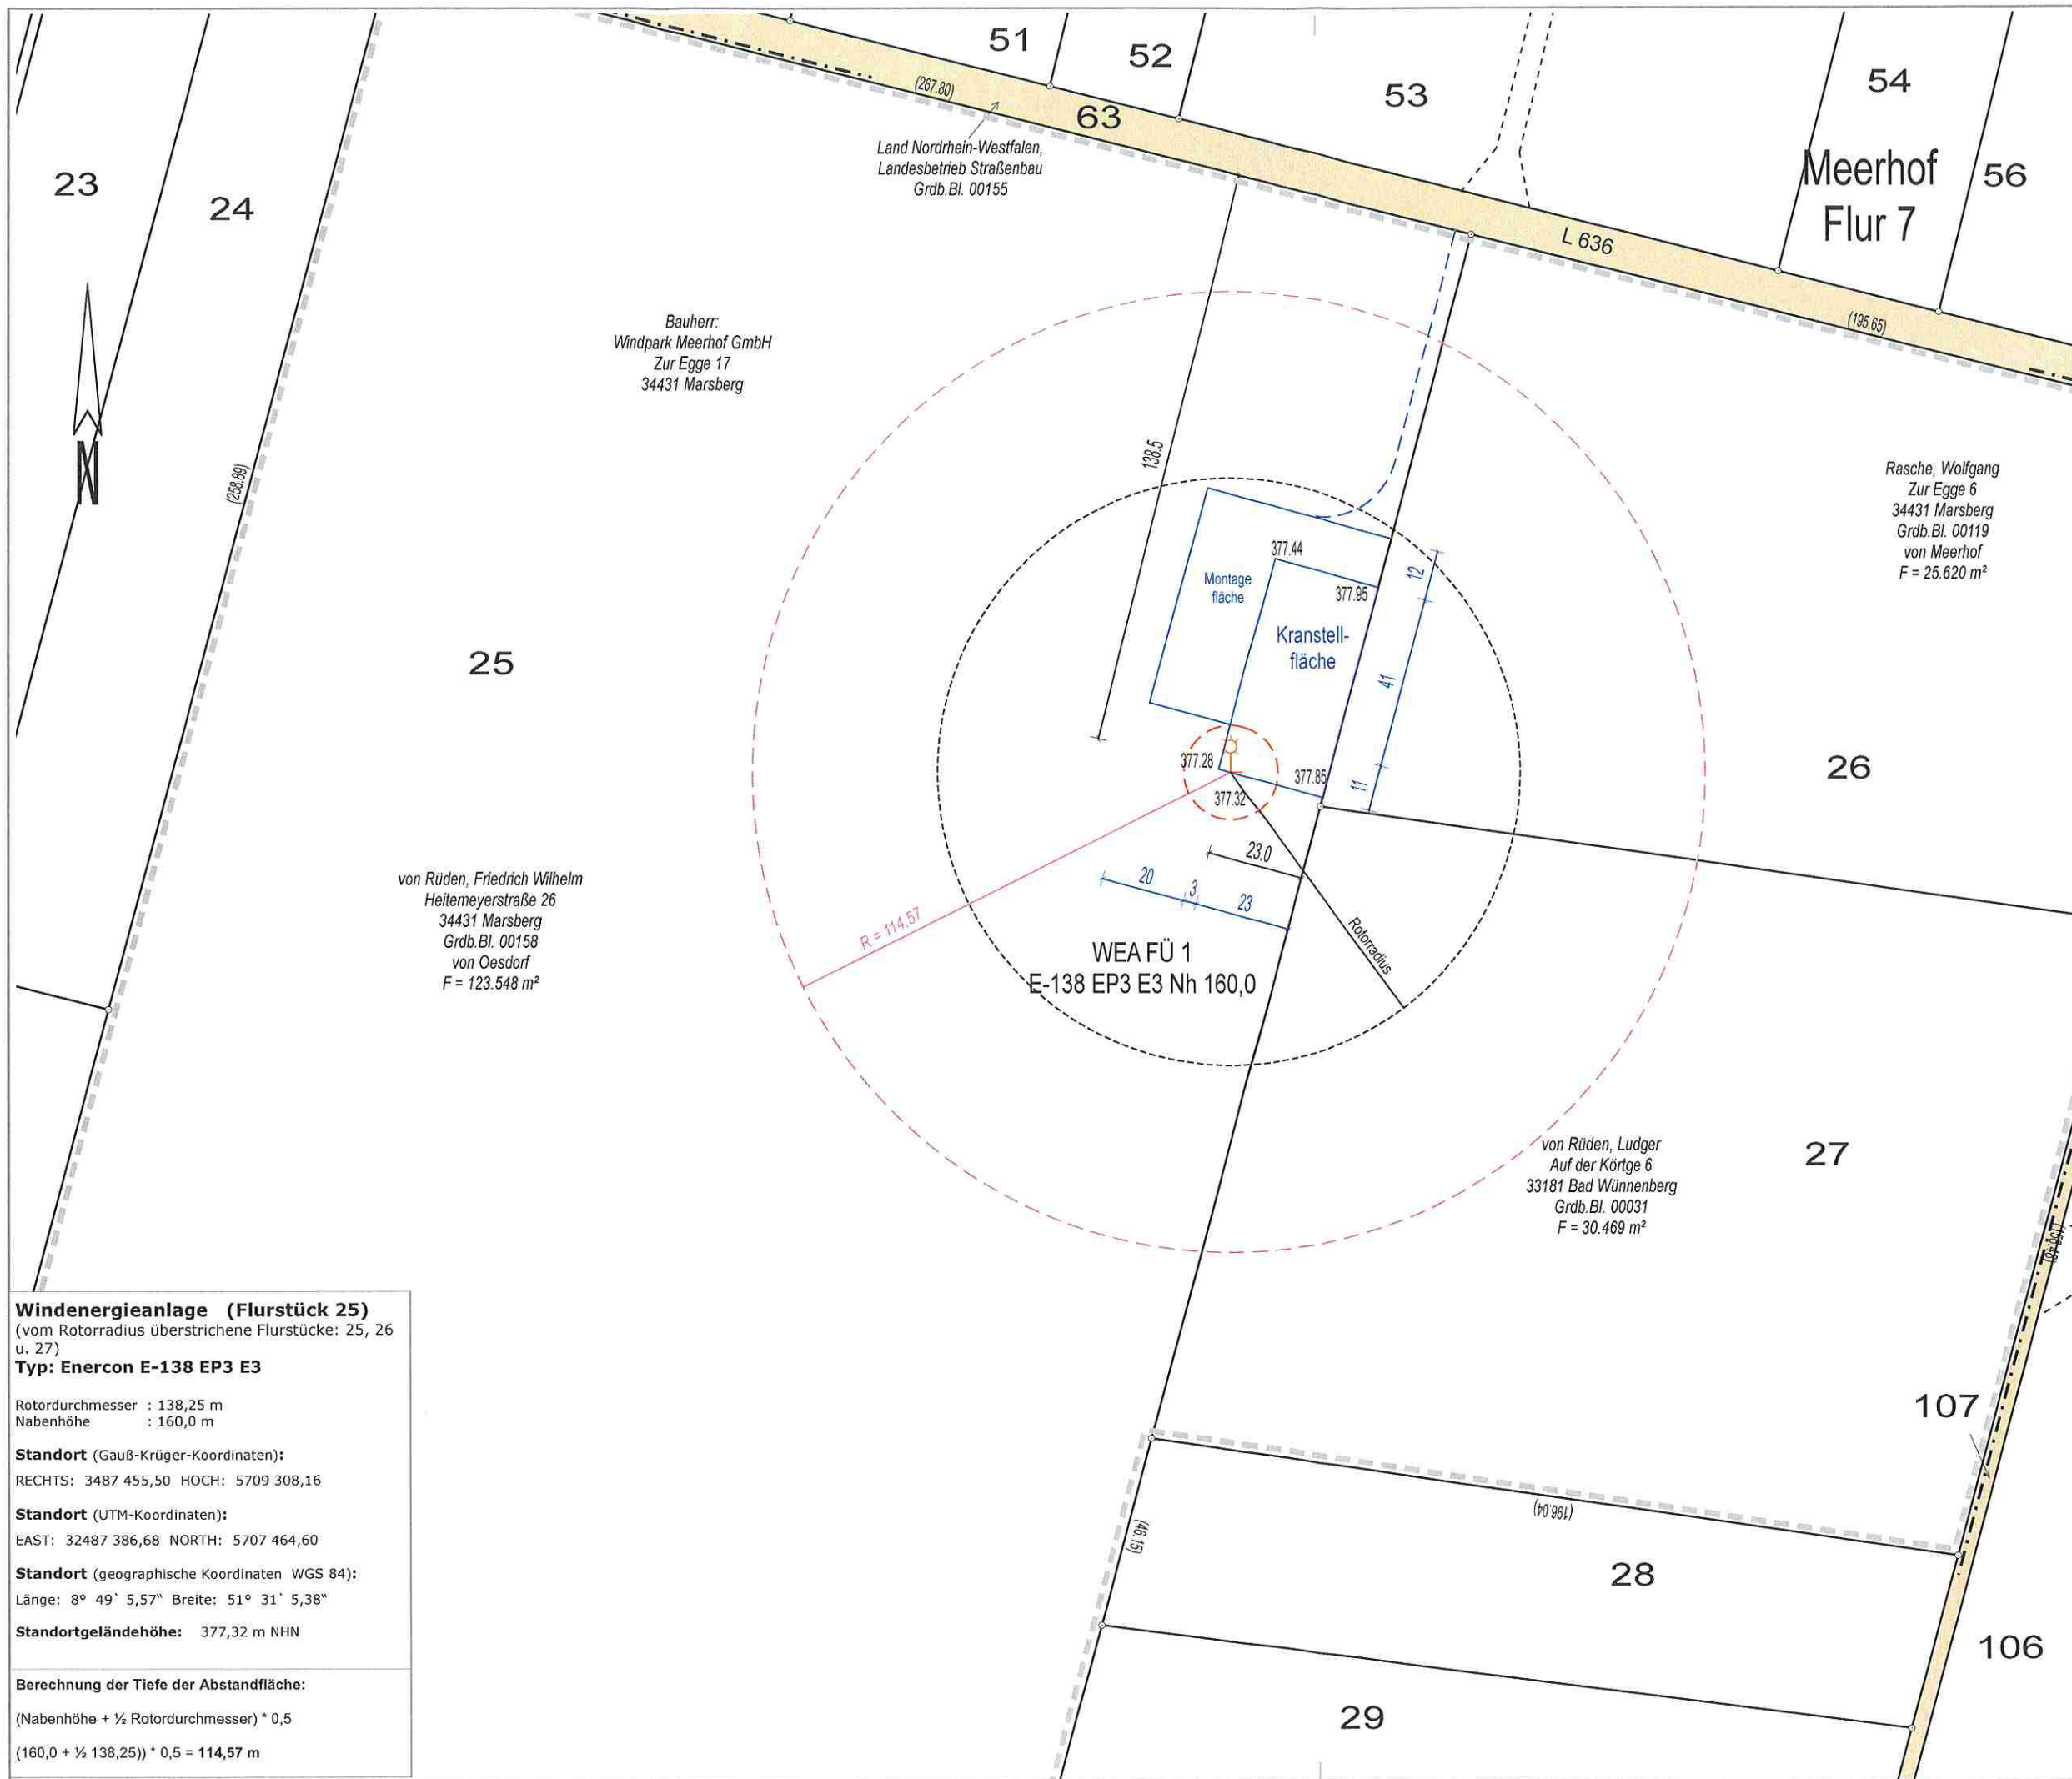 51
52
53
54
56
63
(267.80)
Land Nordrhein-Westfalen,
Landesbetrieb Straßenbau
Grdb.Bl. 00155
Meerhof
Flur 7
L 636
(195.65)
23
24
N
(258.89)
Bauherr:
Windpark Meerhof GmbH
Zur Egge 17
34431 Marsberg
138.5
Rasche, Wolfgang
Zur Egge 6
34431 Marsberg
Grdb.Bl. 00119
von Meerhof
F = 25.620 m²
377.44
377.95
Montage
fläche
Kranstell-
fläche
12
41
11
25
26
377.28
377.85
377.32
23.0
20
3
23
R = 114,57
Rotorradius
WEA FÜ 1
E-138 EP3 E3 Nh 160,0
von Rüden, Friedrich Wilhelm
Heitemeyerstraße 26
34431 Marsberg
Grdb.Bl. 00158
von Oesdorf
F = 123.548 m²
27
von Rüden, Ludger
Auf der Körtge 6
33181 Bad Wünnenberg
Grdb.Bl. 00031
F = 30.469 m²
107
(196.04)
(46.15)
28
106
29
Windenergieanlage (Flurstück 25)
(vom Rotorradius überstrichene Flurstücke: 25, 26
u. 27)
Typ: Enercon E-138 EP3 E3
Rotordurchmesser : 138,25 m
Nabenhöhe : 160,0 m
Standort (Gauß-Krüger-Koordinaten):
RECHTS: 3487 455,50 HOCH: 5709 308,16
Standort (UTM-Koordinaten):
EAST: 32487 386,68 NORTH: 5707 464,60
Standort (geographische Koordinaten WGS 84):
Länge: 8° 49` 5,57" Breite: 51° 31` 5,38"
Standortgeländehöhe: 377,32 m NHN
Berechnung der Tiefe der Abstandfläche:
(Nabenhöhe + ½ Rotordurchmesser) * 0,5
(160,0 + ½ 138,25)) * 0,5 = 114,57 m